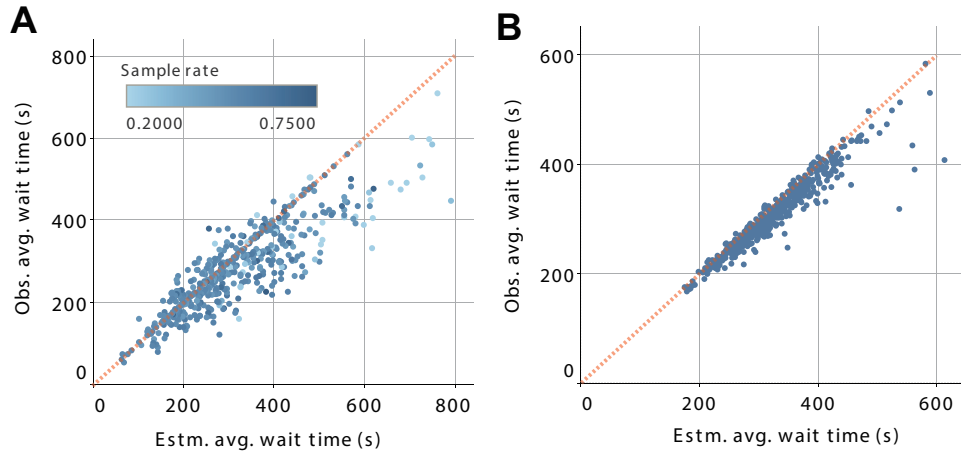 A
Obs. avg. wait time (s)
800
600
400
200
0
Sample rate
0.2000 0.7500
0 200 400 600 800
Estm. avg. wait time (s)
B
Obs. avg. wait time (s)
600
400
200
0
0 200 400 600
Estm. avg. wait time (s)